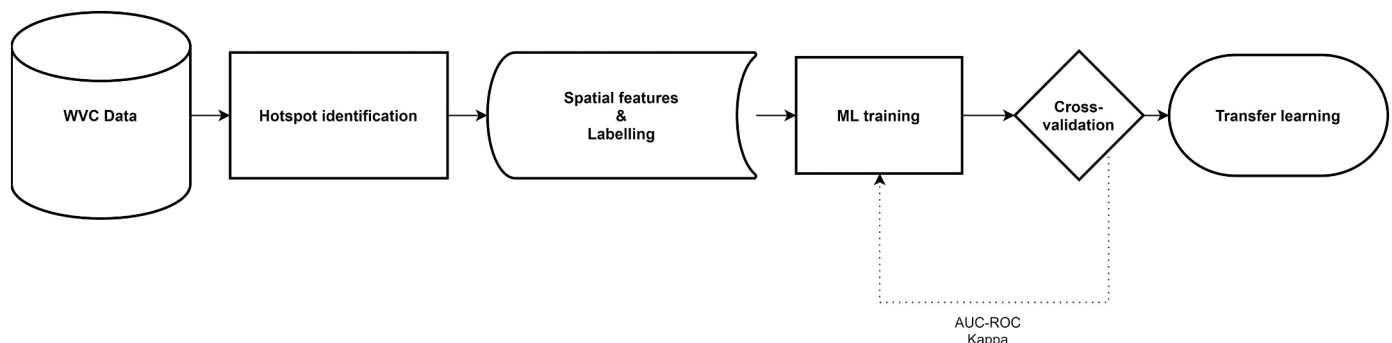 WVC Data
Hotspot identification
Spatial features
&
Labelling
ML training
Cross-
validation
Transfer learning
AUC-ROC
Kappa